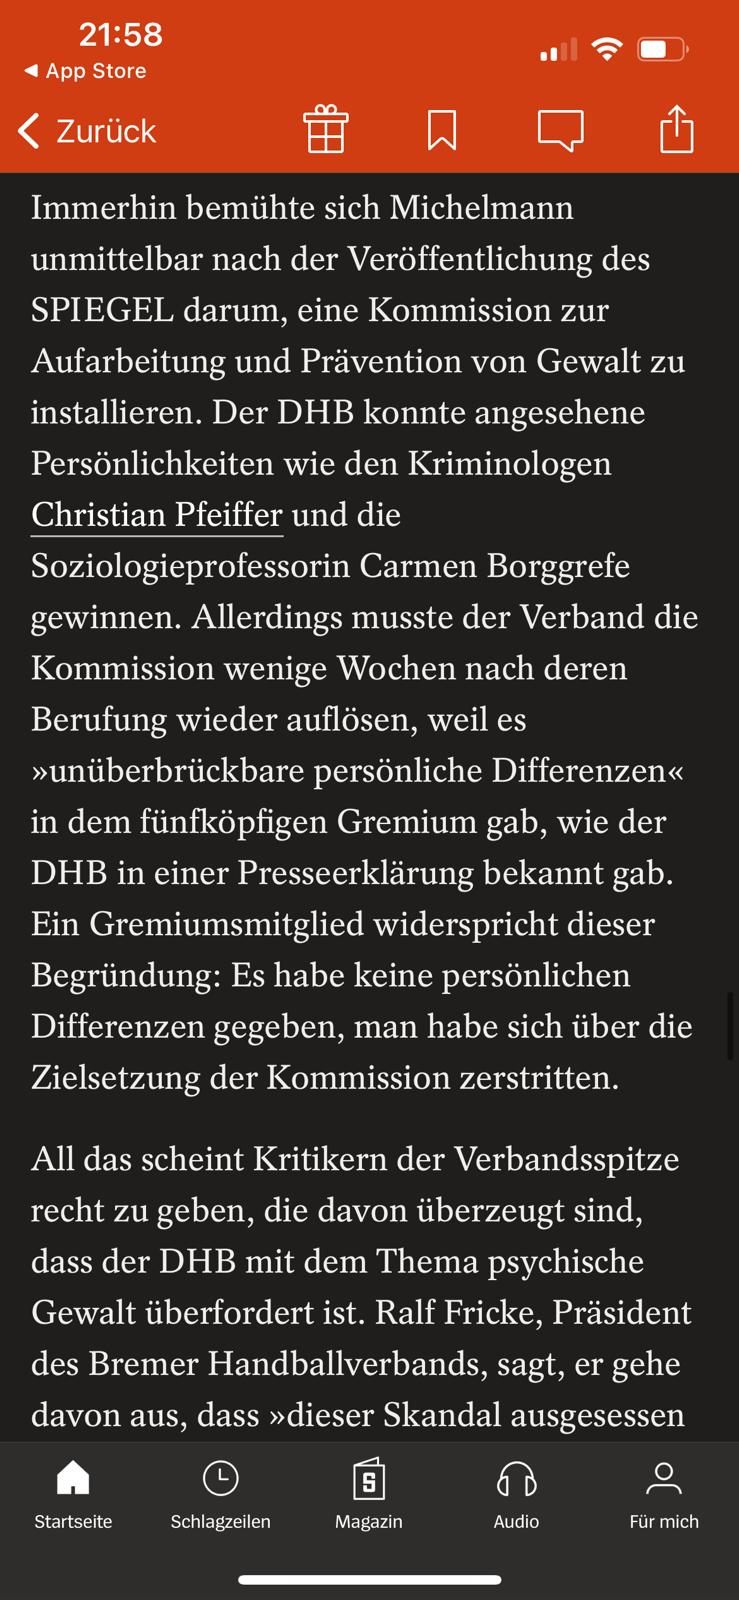 21:58
App Store
Zurück
Immerhin bemühte sich Michelmann
unmittelbar nach der Veröffentlichung des
SPIEGEL darum, eine Kommission zur
Aufarbeitung und Prävention von Gewalt zu
installieren. Der DHB konnte angesehene
Persönlichkeiten wie den Kriminologen
Christian Pfeiffer und die
Soziologieprofessorin Carmen Borggrefe
gewinnen. Allerdings musste der Verband die
Kommission wenige Wochen nach deren
Berufung wieder auflösen, weil es
»unüberbrückbare persönliche Differenzen«
in dem fünfköpfigen Gremium gab, wie der
DHB in einer Presseerklärung bekannt gab.
Ein Gremiumsmitglied widerspricht dieser
Begründung: Es habe keine persönlichen
Differenzen gegeben, man habe sich über die
Zielsetzung der Kommission zerstritten.
All das scheint Kritikern der Verbandsspitze
recht zu geben, die davon überzeugt sind,
dass der DHB mit dem Thema psychische
Gewalt überfordert ist. Ralf Fricke, Präsident
des Bremer Handballverbands, sagt, er gehe
davon aus, dass »dieser Skandal ausgesessen
S
Startseite Schlagzeilen Magazin Audio Für mich